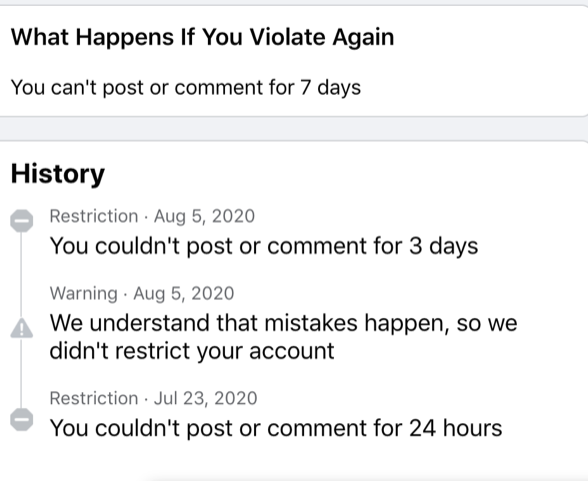 What Happens If You Violate Again
You can't post or comment for 7 days
History
Restriction · Aug 5, 2020
You couldn't post or comment for 3 days
Warning · Aug 5, 2020
We understand that mistakes happen, so we
didn't restrict your account
Restriction · Jul 23, 2020
You couldn't post or comment for 24 hours